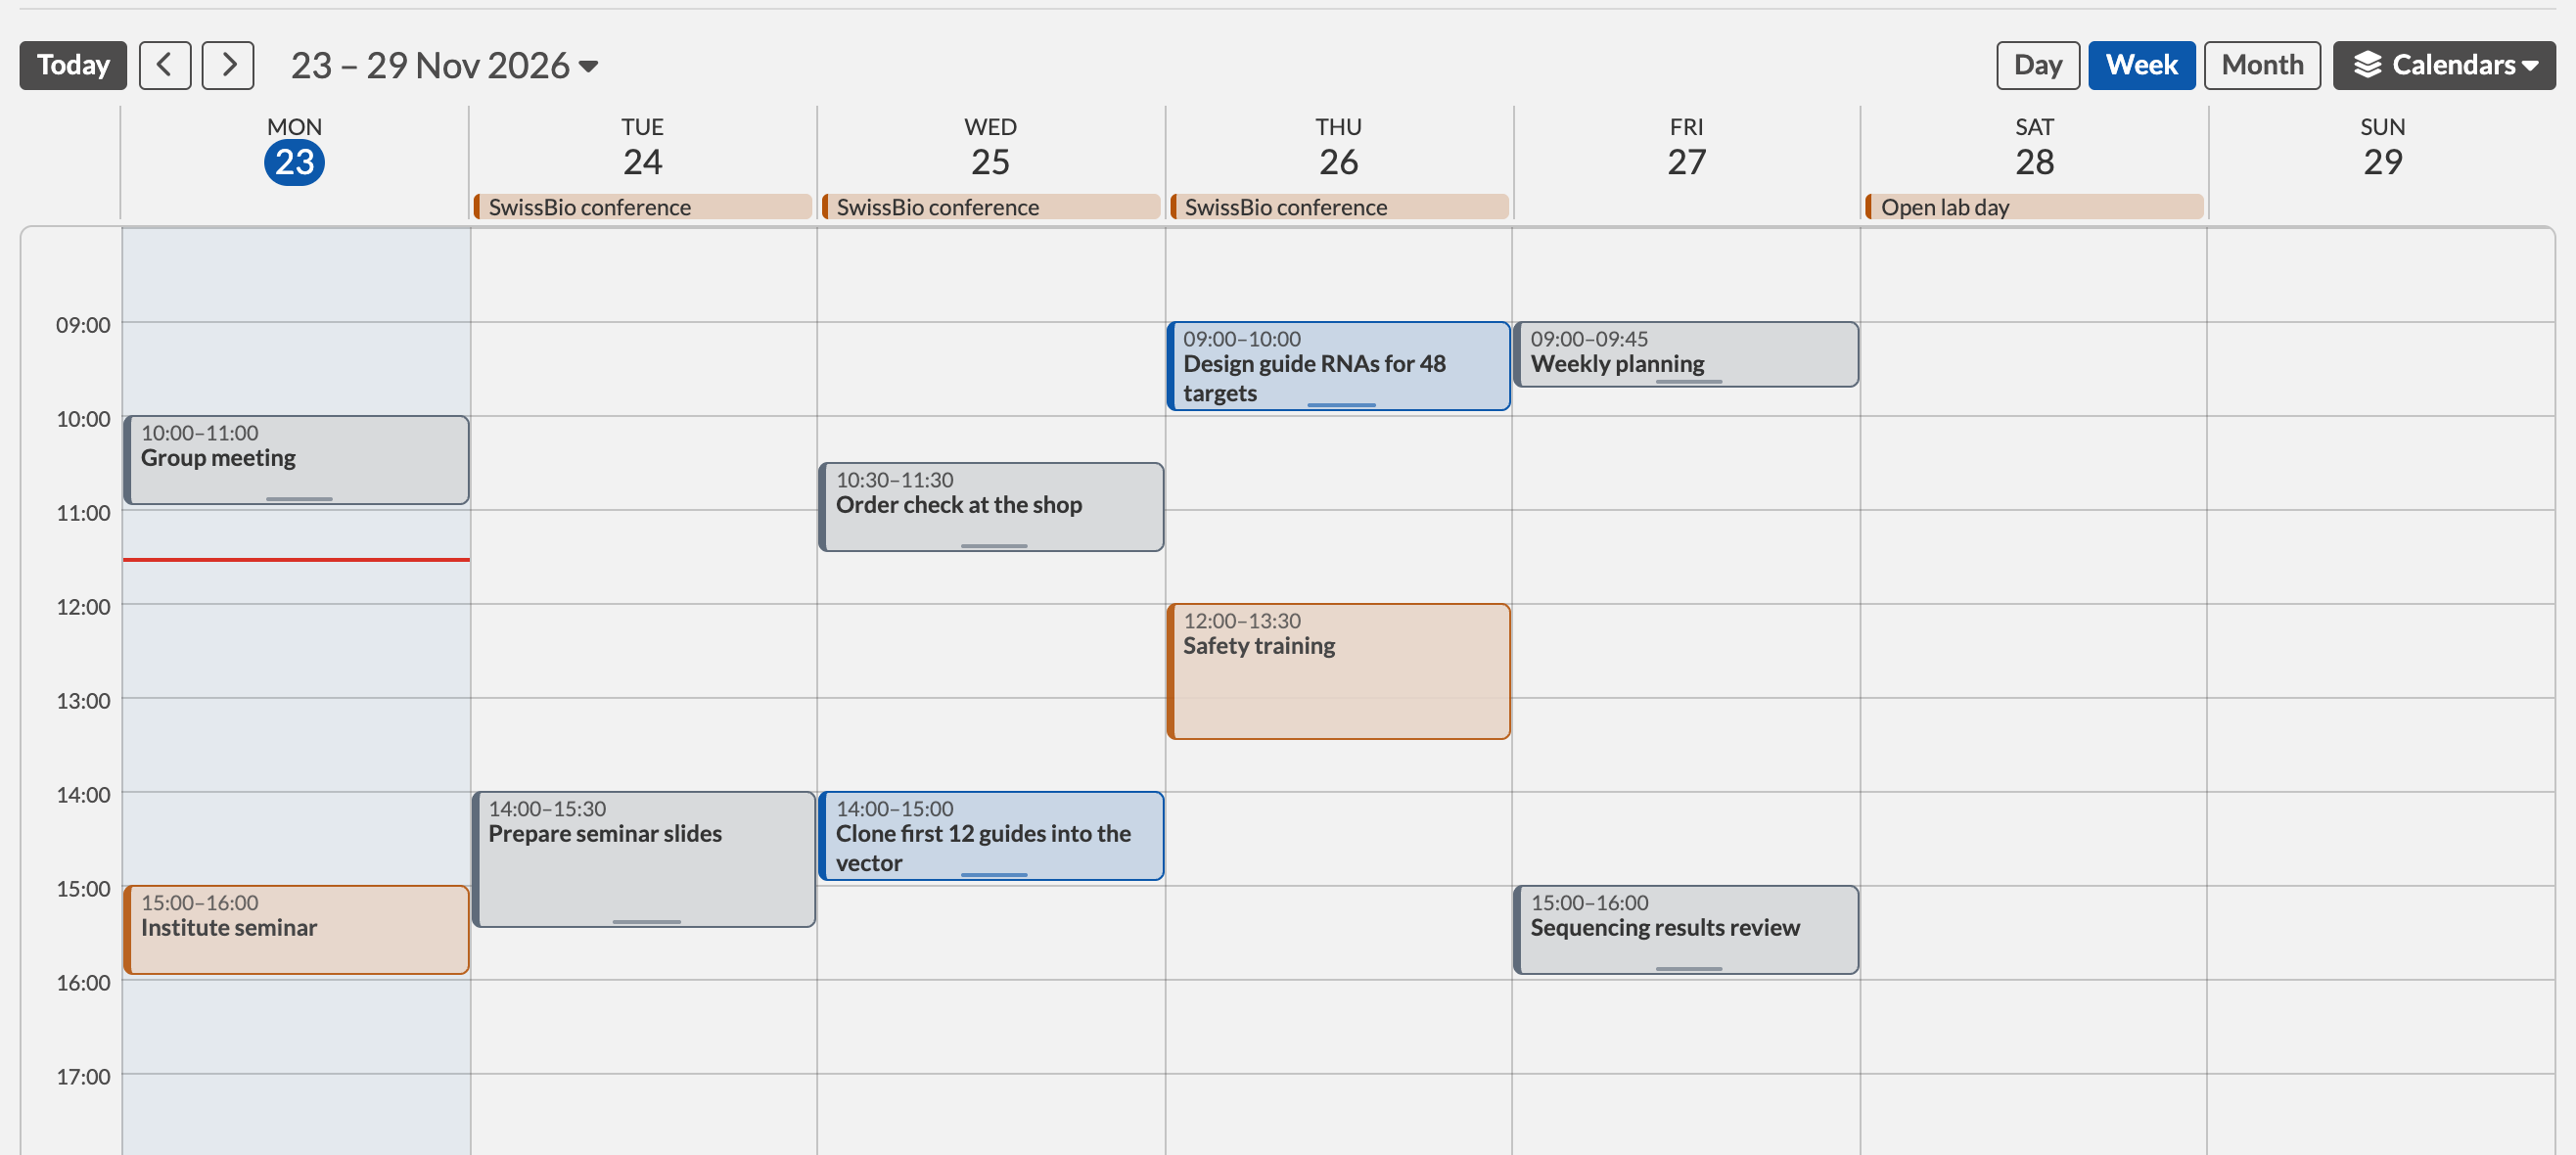 Today
23 – 29 Nov 2026
Day
Week
Month
Calendars
MON
23
TUE
24
WED
25
THU
26
FRI
27
SAT
28
SUN
29
SwissBio conference
SwissBio conference
SwissBio conference
Open lab day
09:00
10:00
11:00
12:00
13:00
14:00
15:00
16:00
17:00
10:00–11:00
Group meeting
15:00–16:00
Institute seminar
14:00–15:30
Prepare seminar slides
10:30–11:30
Order check at the shop
14:00–15:00
Clone first 12 guides into the
vector
09:00–10:00
Design guide RNAs for 48
targets
12:00–13:30
Safety training
09:00–09:45
Weekly planning
15:00–16:00
Sequencing results review